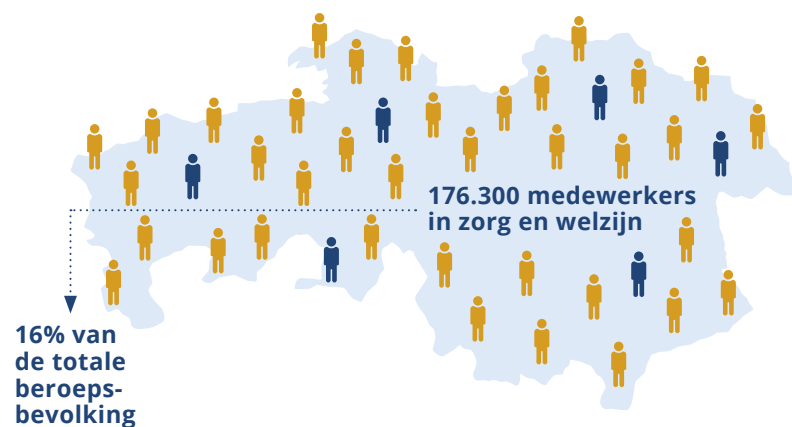 176.300 medewerkers
in zorg en welzijn
16% van
de totale
beroeps-
bevolking